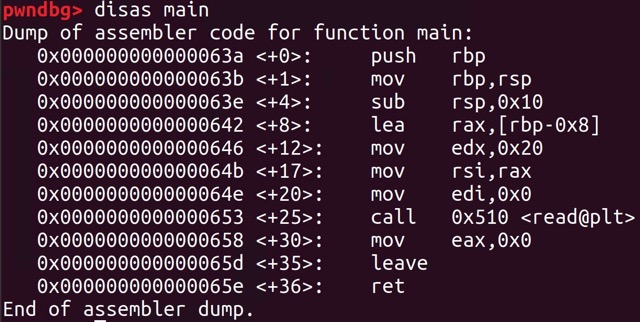 pwndbg> disas main
Dump of assembler code for function main:
   0x000000000000063a <+0>:     push   rbp
   0x000000000000063b <+1>:     mov    rbp,rsp
   0x000000000000063e <+4>:     sub    rsp,0x10
   0x0000000000000642 <+8>:     lea    rax,[rbp-0x8]
   0x0000000000000646 <+12>:    mov    edx,0x20
   0x000000000000064b <+17>:    mov    rsi,rax
   0x000000000000064e <+20>:    mov    edi,0x0
   0x0000000000000653 <+25>:    call   0x510 <read@plt>
   0x0000000000000658 <+30>:    mov    eax,0x0
   0x000000000000065d <+35>:    leave
   0x000000000000065e <+36>:    ret
End of assembler dump.